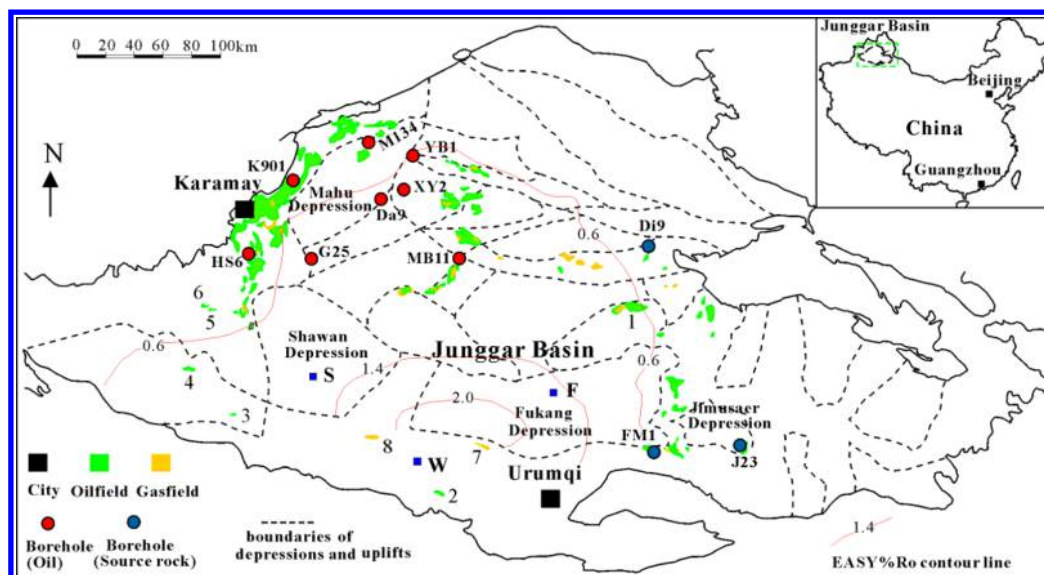 0 20 40 60 80 100km
Junggar Basin
Beijing
China
Guangzhou
N
M134
YB1
K901
Karamay
Mahu
Depression
XY2
Da9
0.6
Di9
HS6
G25
MB11
6
5
1
0.6
Shawan
Depression
Junggar Basin
0.6
1.4
S
4
2.0
F
Jimusaer
Depression
Fukang
Depression
3
FM1
8
7
J23
W
Urumqi
2
City Oilfield Gasfield
1.4
Borehole
(Oil)
Borehole
(Source rock)
boundaries of
depressions and uplifts
EASY%Ro contour line